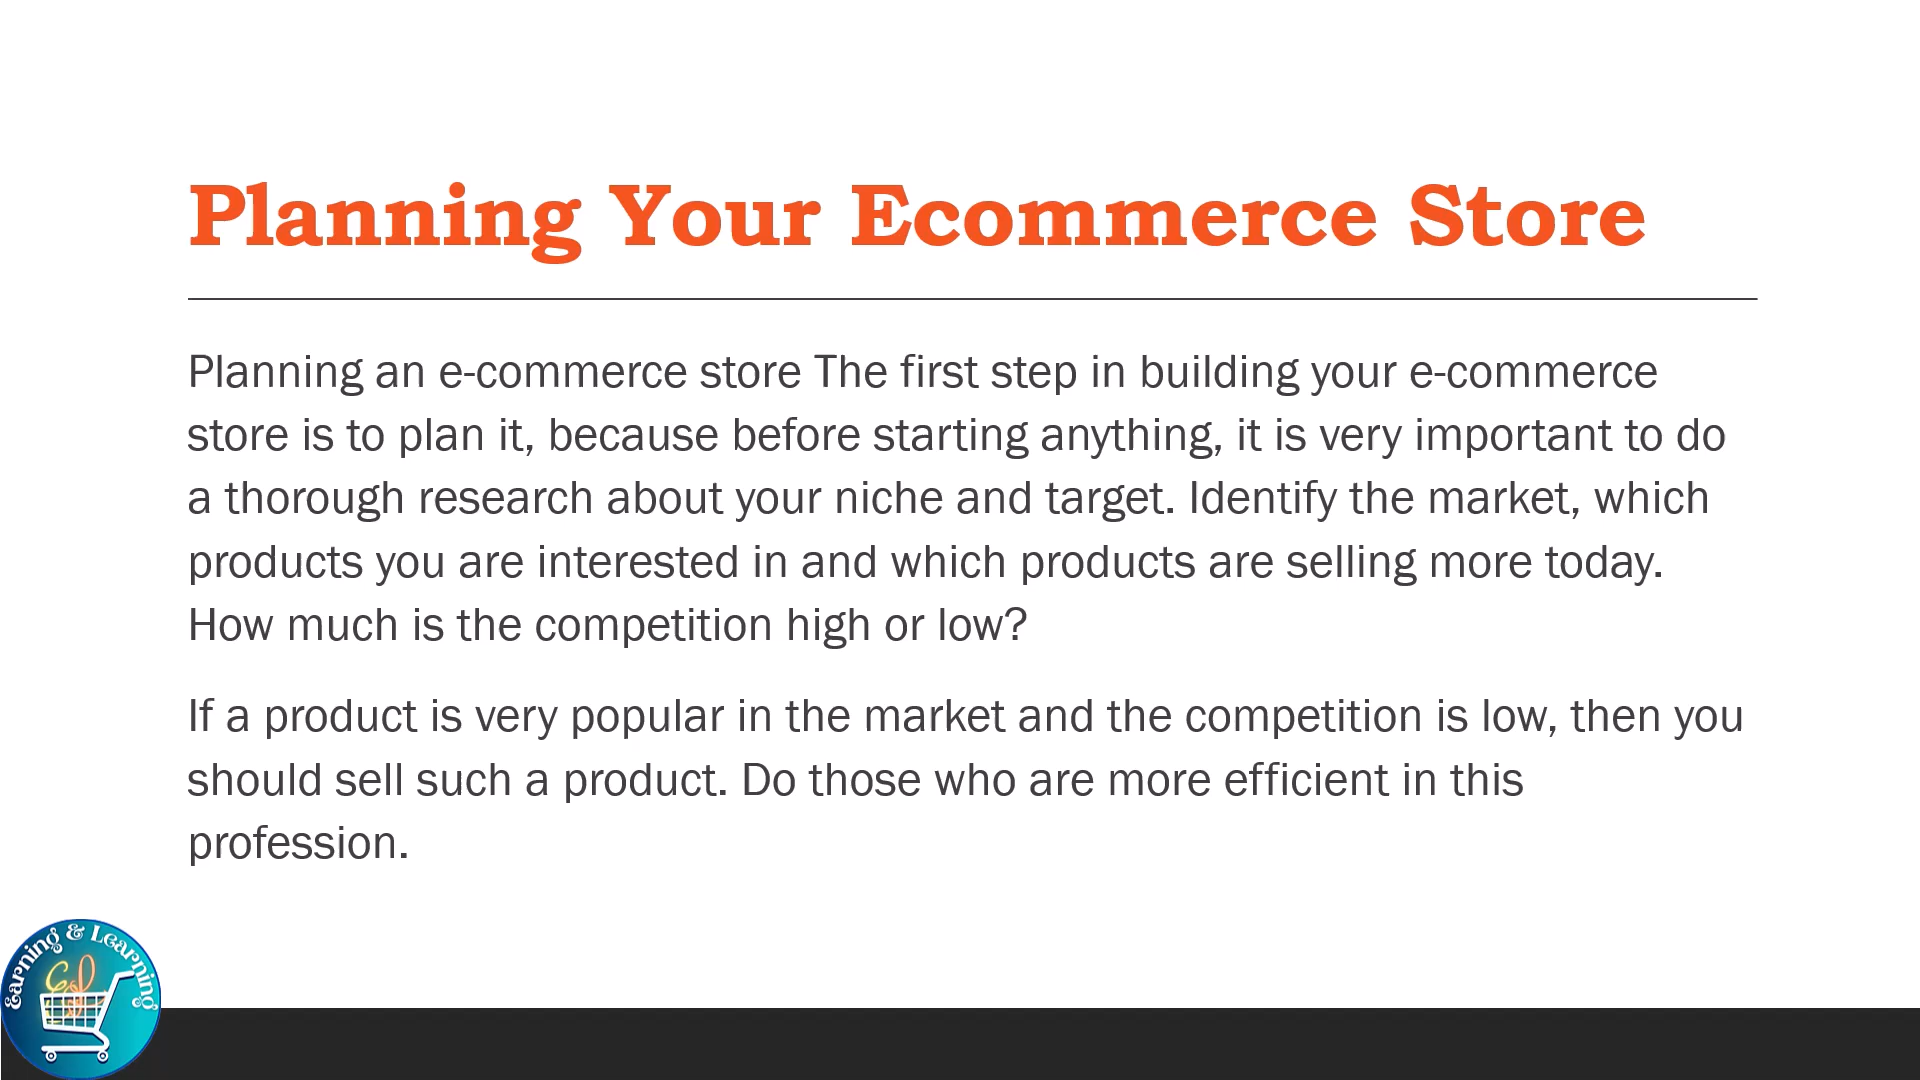 Planning Your Ecommerce Store
Planning an e-commerce store The first step in building your e-commerce
store is to plan it, because before starting anything, it is very important to do
a thorough research about your niche and target. Identify the market, which
products you are interested in and which products are selling more today.
How much is the competition high or low?
If a product is very popular in the market and the competition is low, then you
should sell such a product. Do those who are more efficient in this
profession.
Earning & Learning